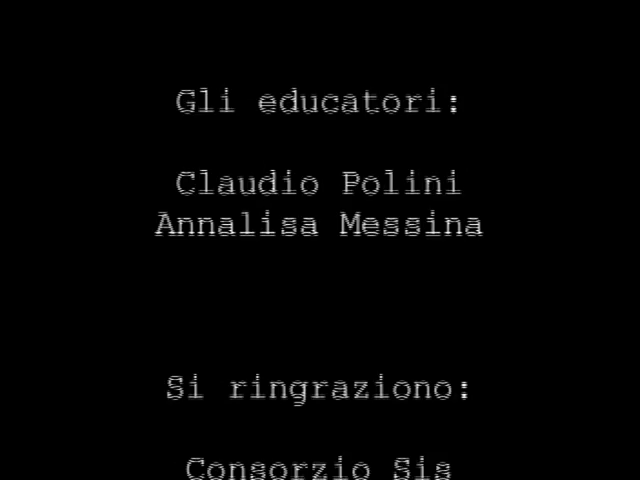 Gli educatori:
Claudio Polini
Annalisa Messina
Si ringraziono:
Consorzio Sis